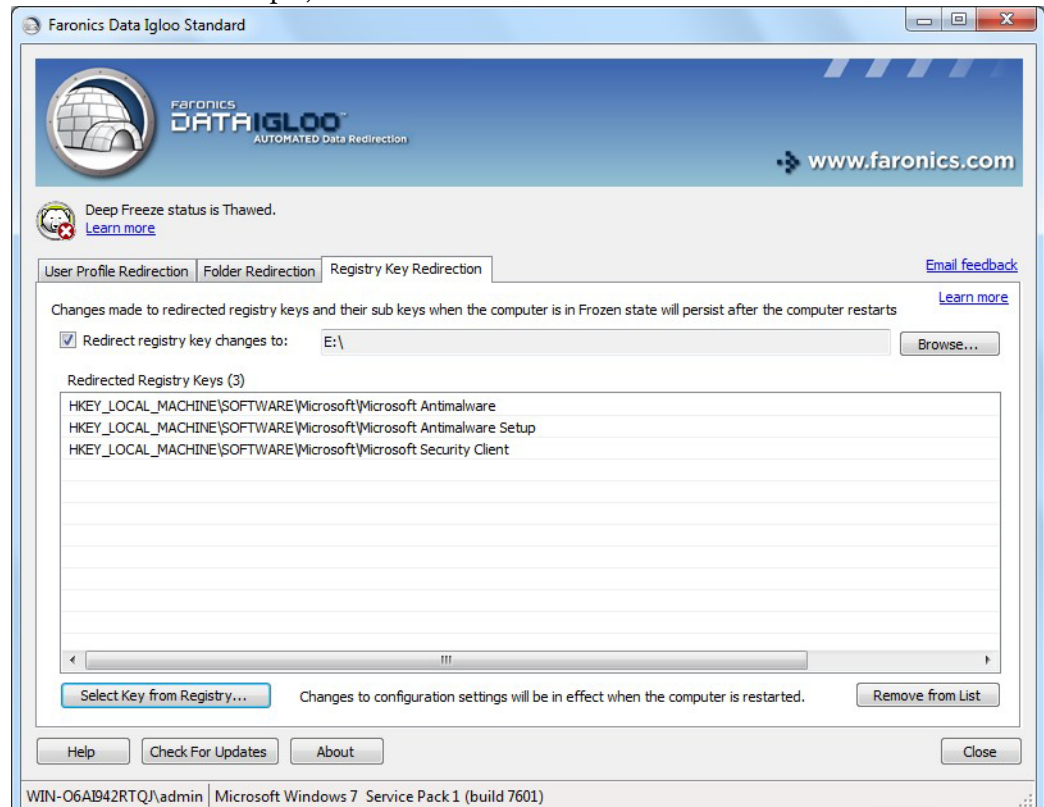 Faronics Data Igloo Standard
Faronics
DATAIGLOO™
AUTOMATED Data Redirection
www.faronics.com
Deep Freeze status is Thawed.
Learn more
User Profile Redirection Folder Redirection Registry Key Redirection
Email feedback
Learn more
Changes made to redirected registry keys and their sub keys when the computer is in Frozen state will persist after the computer restarts
Redirect registry key changes to: E:\ Browse...
Redirected Registry Keys (3)
HKEY_LOCAL_MACHINE\SOFTWARE\Microsoft\Microsoft Antimalware
HKEY_LOCAL_MACHINE\SOFTWARE\Microsoft\Microsoft Antimalware Setup
HKEY_LOCAL_MACHINE\SOFTWARE\Microsoft\Microsoft Security Client
Select Key from Registry... Changes to configuration settings will be in effect when the computer is restarted. Remove from List
Help Check For Updates About Close
WIN-O6AI942RTQJ\admin Microsoft Windows 7 Service Pack 1 (build 7601)